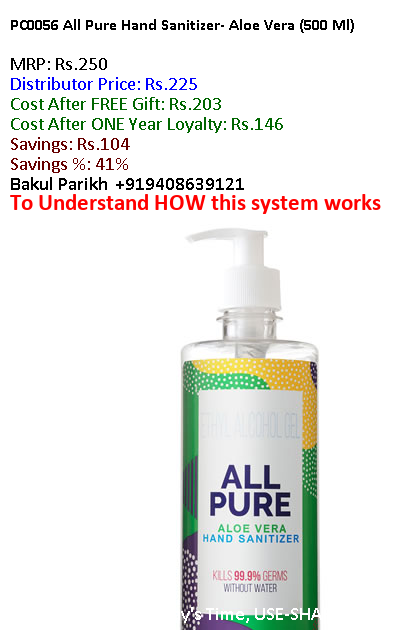 PC0056 All Pure Hand Sanitizer- Aloe Vera (500 Ml)
MRP: Rs.250
Distributor Price: Rs.225
Cost After FREE Gift: Rs.203
Cost After ONE Year Loyalty: Rs.146
Savings: Rs.104
Savings %: 41%
Bakul Parikh +919408639121
To Understand HOW this system works
ETHYL ALCOHOL GEL
ALL
PURE
ALOE VERA
HAND SANITIZER
KILLS 99.9% GERMS
WITHOUT WATER
Time, USE-SHA